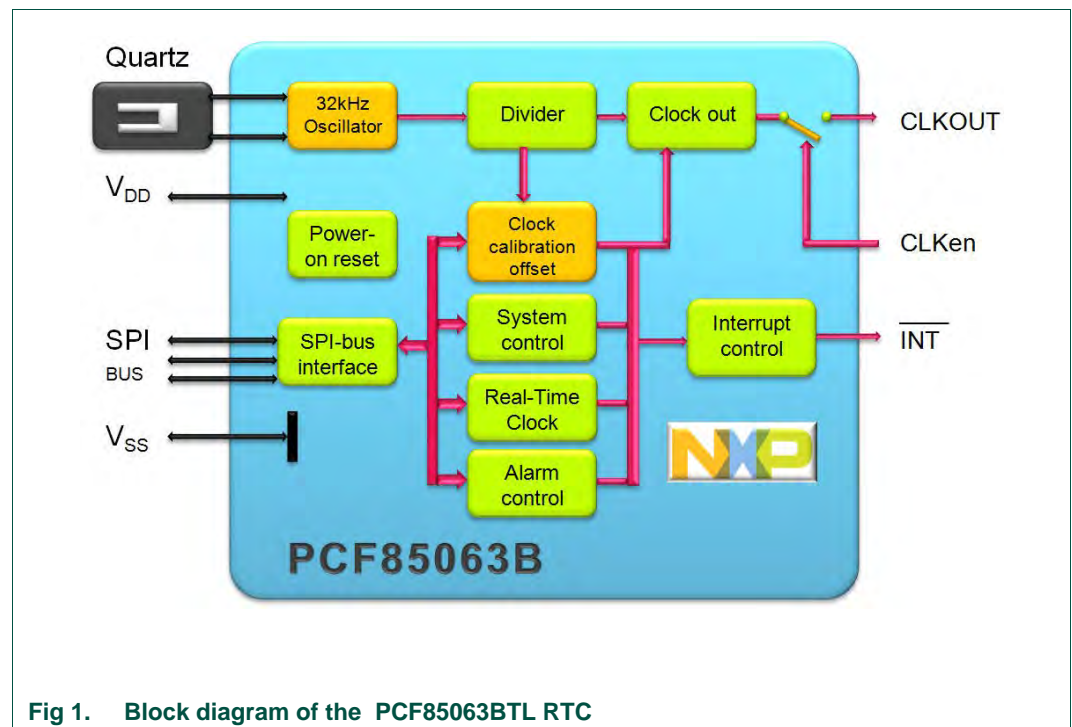 Quartz
32kHz
Oscillator
Divider
Clock out
CLKOUT
VDD
Power-
on reset
Clock
calibration
offset
CLKen
SPI
BUS
SPI-bus
interface
System
control
Interrupt
control
INT
Real-Time
Clock
VSS
NXP
Alarm
control
PCF85063B
Fig 1. Block diagram of the PCF85063BTL RTC